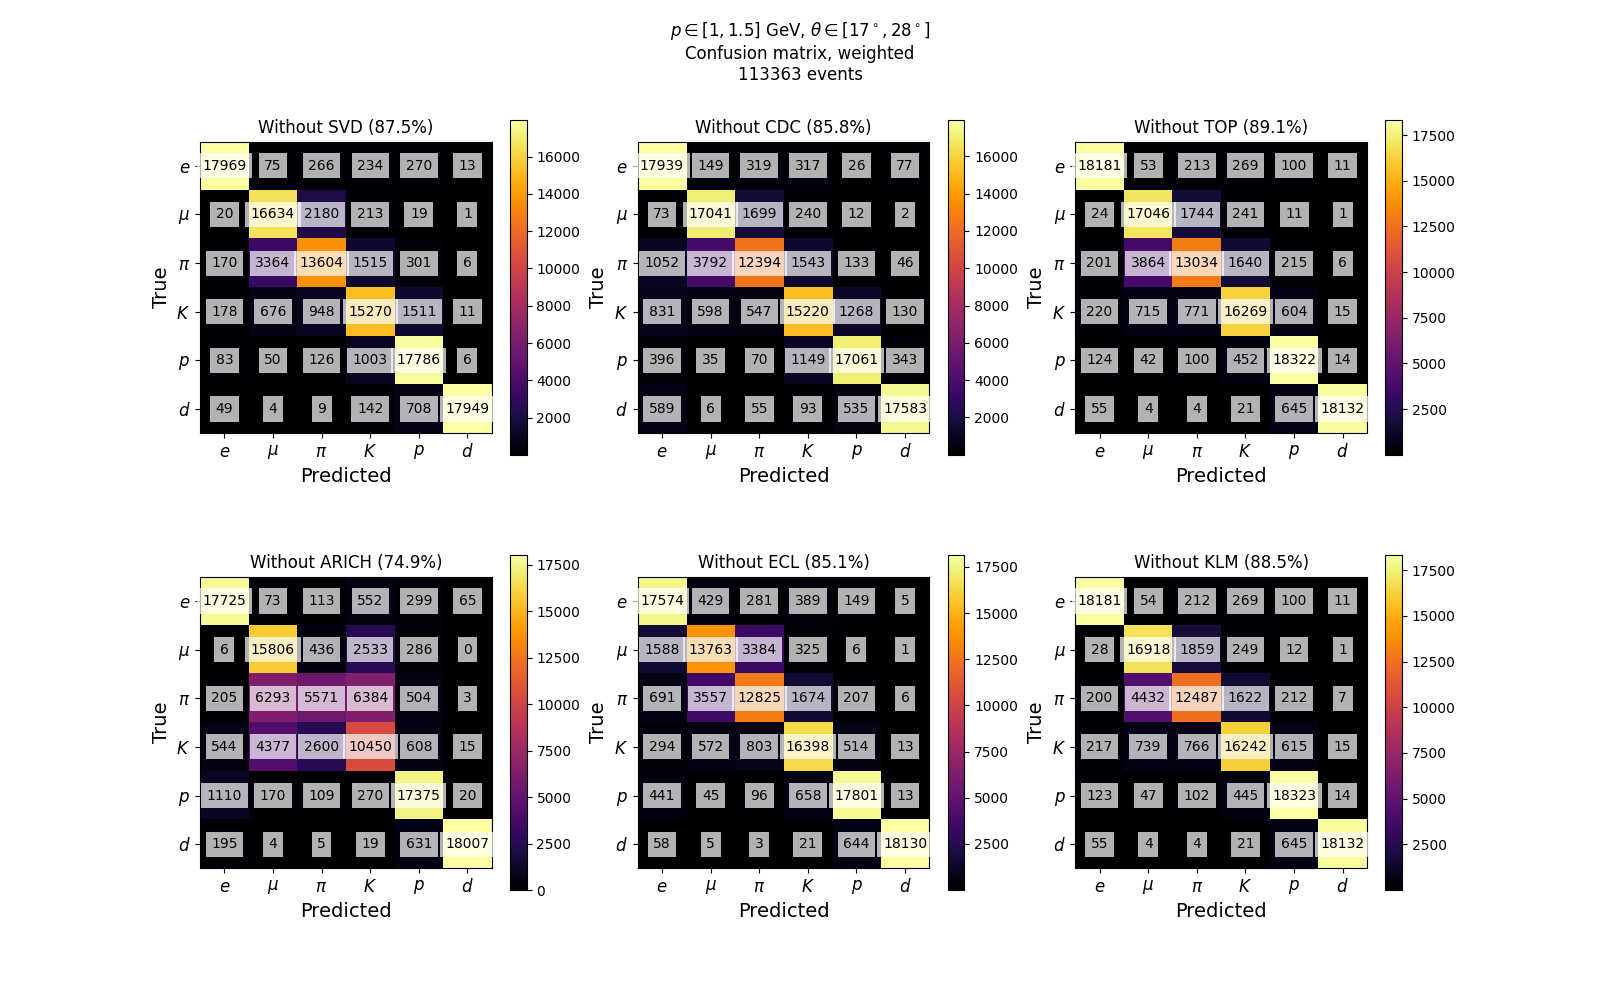 p ∈ [1, 1.5] GeV, θ ∈ [17°, 28°]
Confusion matrix, weighted
113363 events
Without SVD (87.5%)
True
e 17969 75 266 234 270 13
μ 20 16634 2180 213 19 1
π 170 3364 13604 1515 301 6
K 178 676 948 15270 1511 11
p 83 50 126 1003 17786 6
d 49 4 9 142 708 17949
e μ π K p d
Predicted
16000
14000
12000
10000
8000
6000
4000
2000
Without CDC (85.8%)
True
e 17939 149 319 317 26 77
μ 73 17041 1699 240 12 2
π 1052 3792 12394 1543 133 46
K 831 598 547 15220 1268 130
p 396 35 70 1149 17061 343
d 589 6 55 93 535 17583
e μ π K p d
Predicted
16000
14000
12000
10000
8000
6000
4000
2000
Without TOP (89.1%)
True
e 18181 53 213 269 100 11
μ 24 17046 1744 241 11 1
π 201 3864 13034 1640 215 6
K 220 715 771 16269 604 15
p 124 42 100 452 18322 14
d 55 4 4 21 645 18132
e μ π K p d
Predicted
17500
15000
12500
10000
7500
5000
2500
Without ARICH (74.9%)
True
e 17725 73 113 552 299 65
μ 6 15806 436 2533 286 0
π 205 6293 5571 6384 504 3
K 544 4377 2600 10450 608 15
p 1110 170 109 270 17375 20
d 195 4 5 19 631 18007
e μ π K p d
Predicted
17500
15000
12500
10000
7500
5000
2500
0
Without ECL (85.1%)
True
e 17574 429 281 389 149 5
μ 1588 13763 3384 325 6 1
π 691 3557 12825 1674 207 6
K 294 572 803 16398 514 13
p 441 45 96 658 17801 13
d 58 5 3 21 644 18130
e μ π K p d
Predicted
17500
15000
12500
10000
7500
5000
2500
Without KLM (88.5%)
True
e 18181 54 212 269 100 11
μ 28 16918 1859 249 12 1
π 200 4432 12487 1622 212 7
K 217 739 766 16242 615 15
p 123 47 102 445 18323 14
d 55 4 4 21 645 18132
e μ π K p d
Predicted
17500
15000
12500
10000
7500
5000
2500